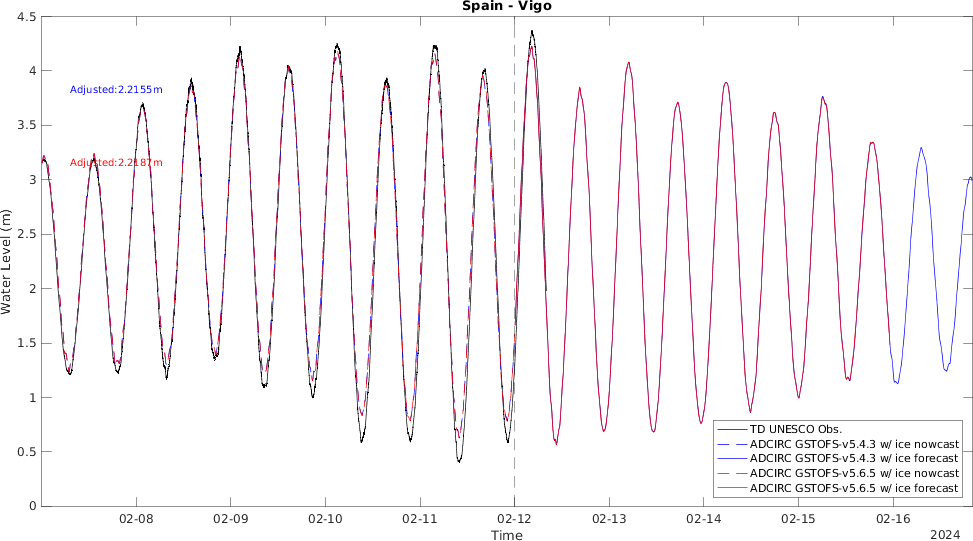 Spain - Vigo
4.5
4
3.5
3
2.5
2
1.5
1
0.5
0
Water Level (m)
Adjusted:2.2155m
Adjusted:2.2187m
TD UNESCO Obs.
ADCIRC GSTOFS-v5.4.3 w/ ice nowcast
ADCIRC GSTOFS-v5.4.3 w/ ice forecast
ADCIRC GSTOFS-v5.6.5 w/ ice nowcast
ADCIRC GSTOFS-v5.6.5 w/ ice forecast
02-08 02-09 02-10 02-11 02-12 02-13 02-14 02-15 02-16
Time
2024